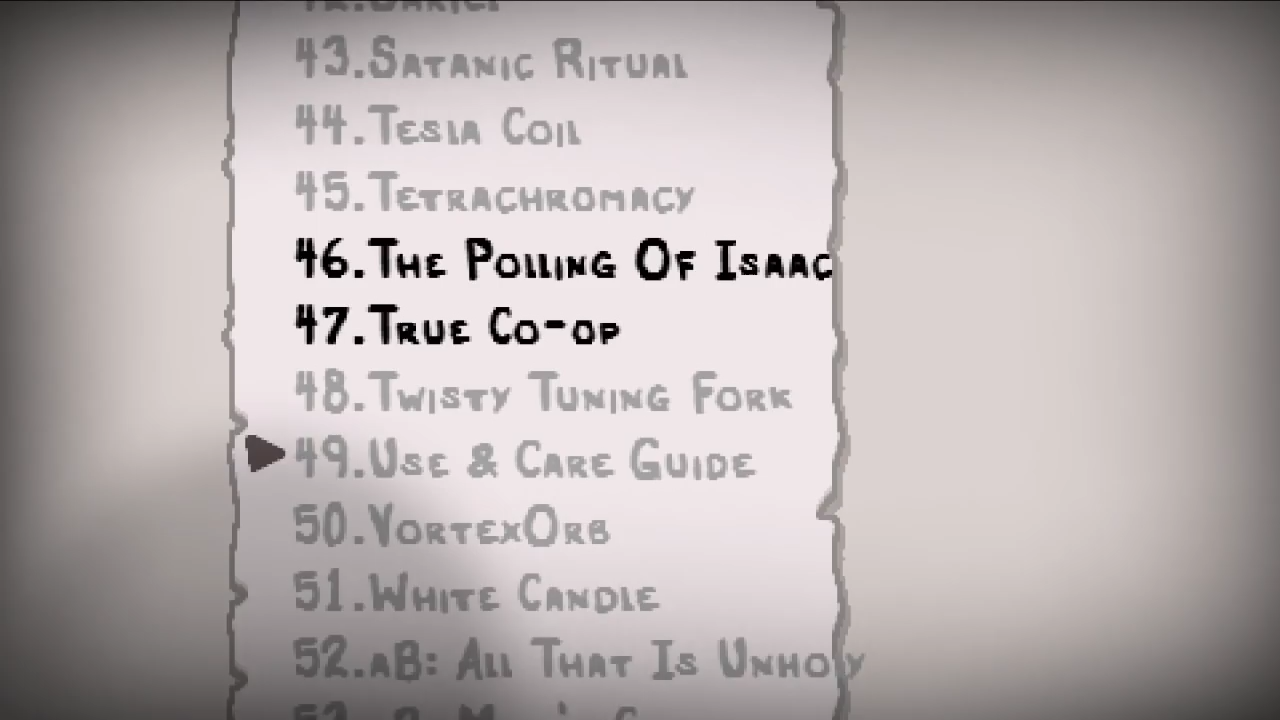 43.Satanic Ritual
44.Tesla Coil
45.Tetrachromacy
46.The Polling Of Isaac
47.True Co-op
48.Twisty Tuning Fork
49.Use & Care Guide
50.VortexOrb
51.White Candle
52.aB: All That Is Unholy